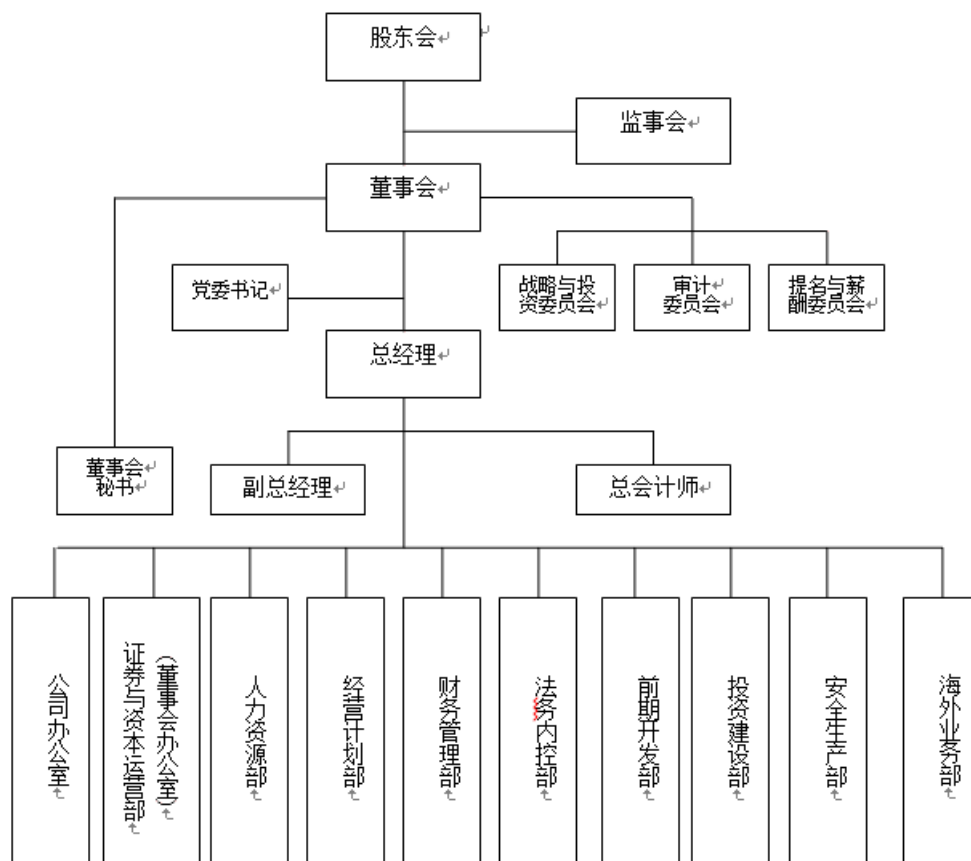 股东会
监事会
董事会
党委书记
战略与投
资委员会
审计
委员会
提名与薪
酬委员会
总经理
董事会
秘书
副总经理
总会计师
公司办公室
(董事会办公室)
证券与资本运营部
人力资源部
经营计划部
财务管理部
法务内控部
前期开发部
投资建设部
安全生产部
海外业务部